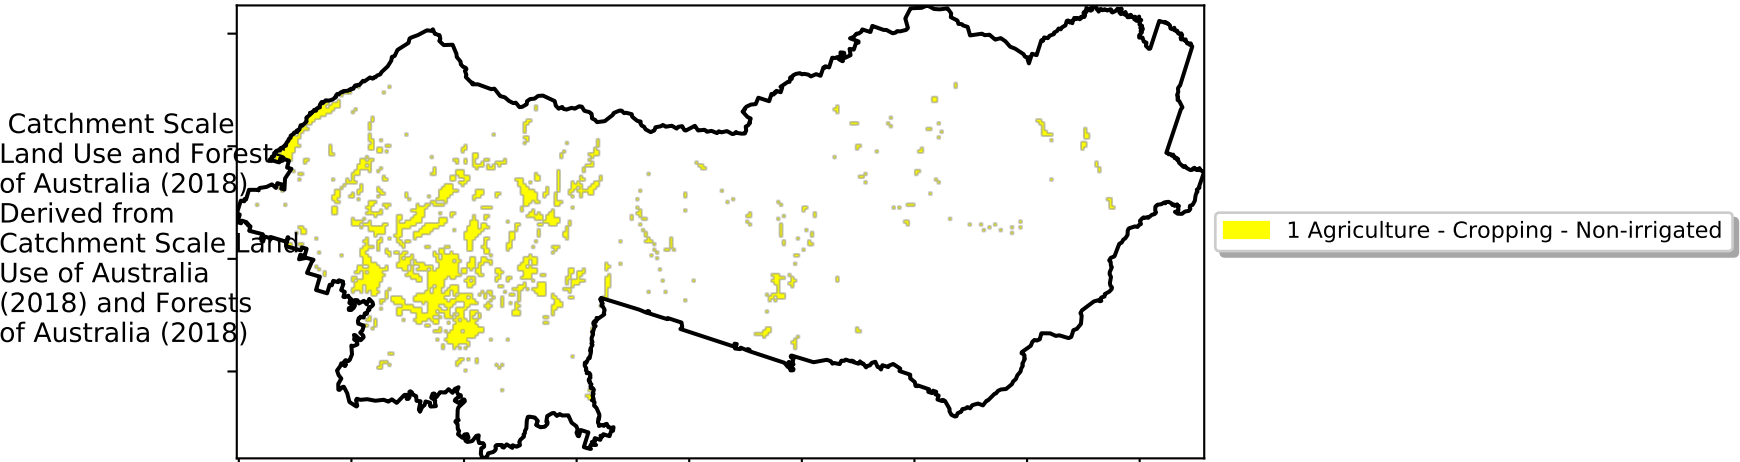 Catchment Scale
Land Use and Forests
of Australia (2018)
Derived from
Catchment Scale Land
Use of Australia
(2018) and Forests
of Australia (2018)
1 Agriculture - Cropping - Non-irrigated